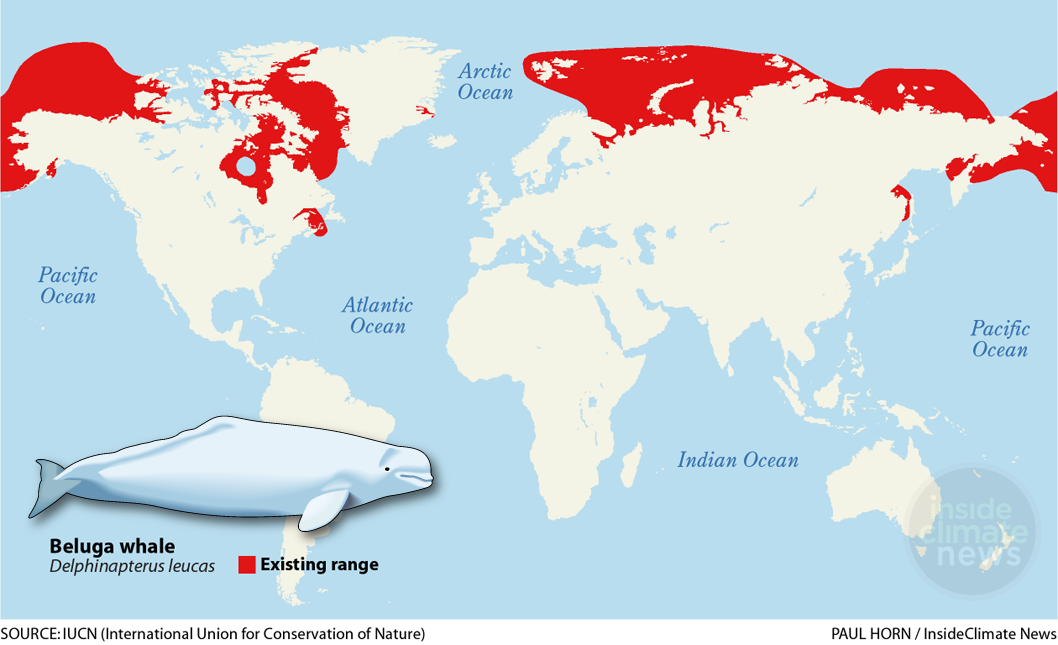 Arctic
Ocean
Pacific
Ocean
Atlantic
Ocean
Pacific
Ocean
Indian Ocean
inside
climate
news
Beluga whale
Delphinapterus leucas
Existing range
SOURCE: IUCN (International Union for Conservation of Nature)
PAUL HORN / InsideClimate News